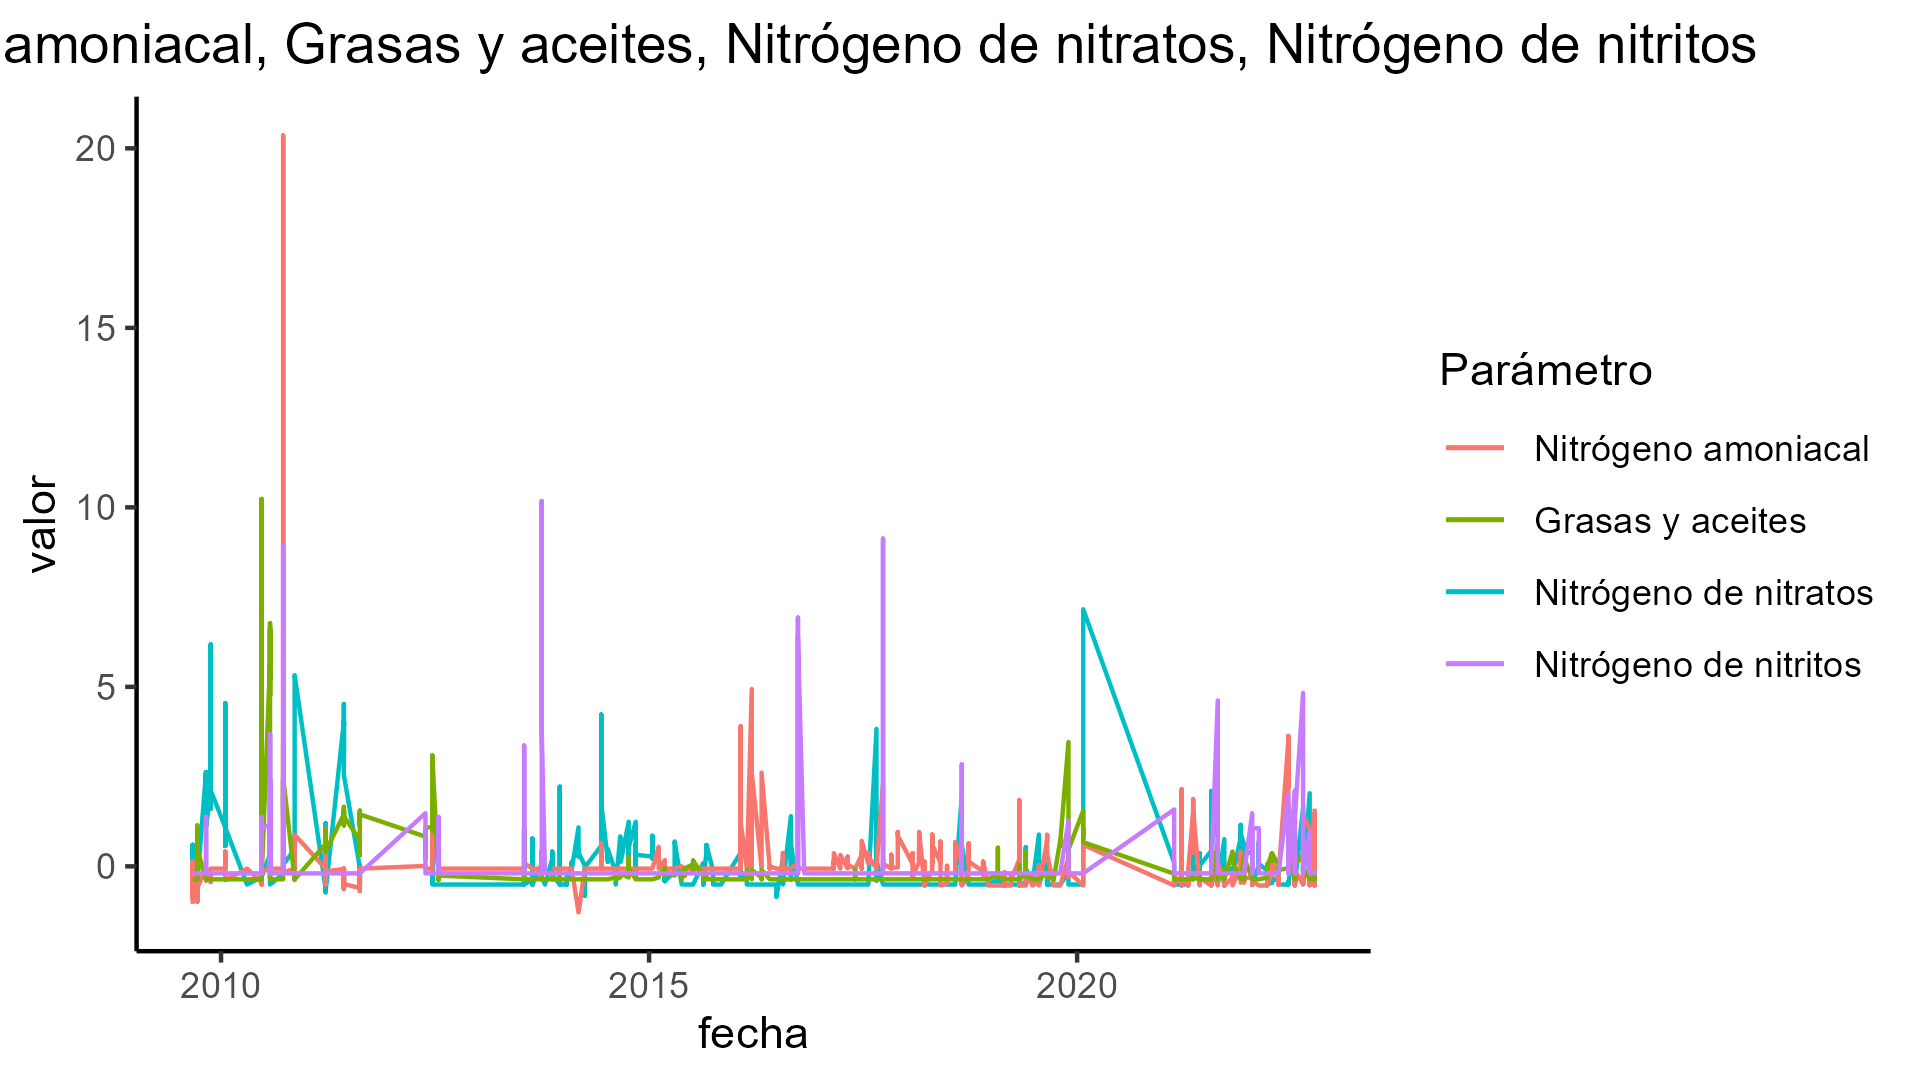 amoniacal, Grasas y aceites, Nitrógeno de nitratos, Nitrógeno de nitritos
valor
20
15
10
5
0
2010
2015
2020
fecha
Parámetro
Nitrógeno amoniacal
Grasas y aceites
Nitrógeno de nitratos
Nitrógeno de nitritos